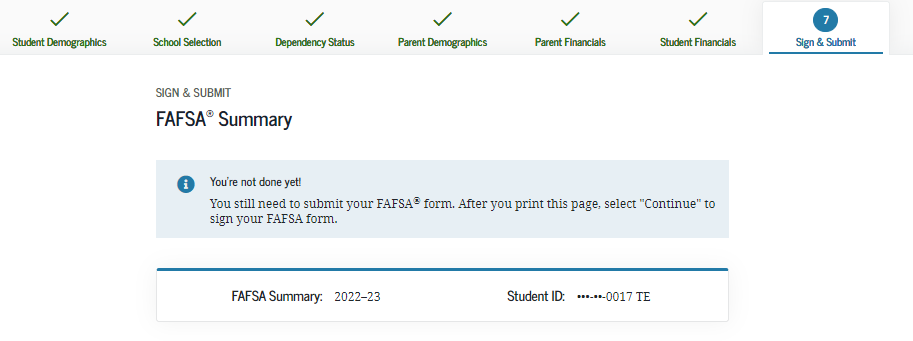 Student Demographics
School Selection
Dependency Status
Parent Demographics
Parent Financials
Student Financials
7
Sign & Submit
SIGN & SUBMIT
FAFSA® Summary
You're not done yet!
You still need to submit your FAFSA® form. After you print this page, select "Continue" to
sign your FAFSA form.
FAFSA Summary: 2022–23
Student ID: •••-••-0017 TE